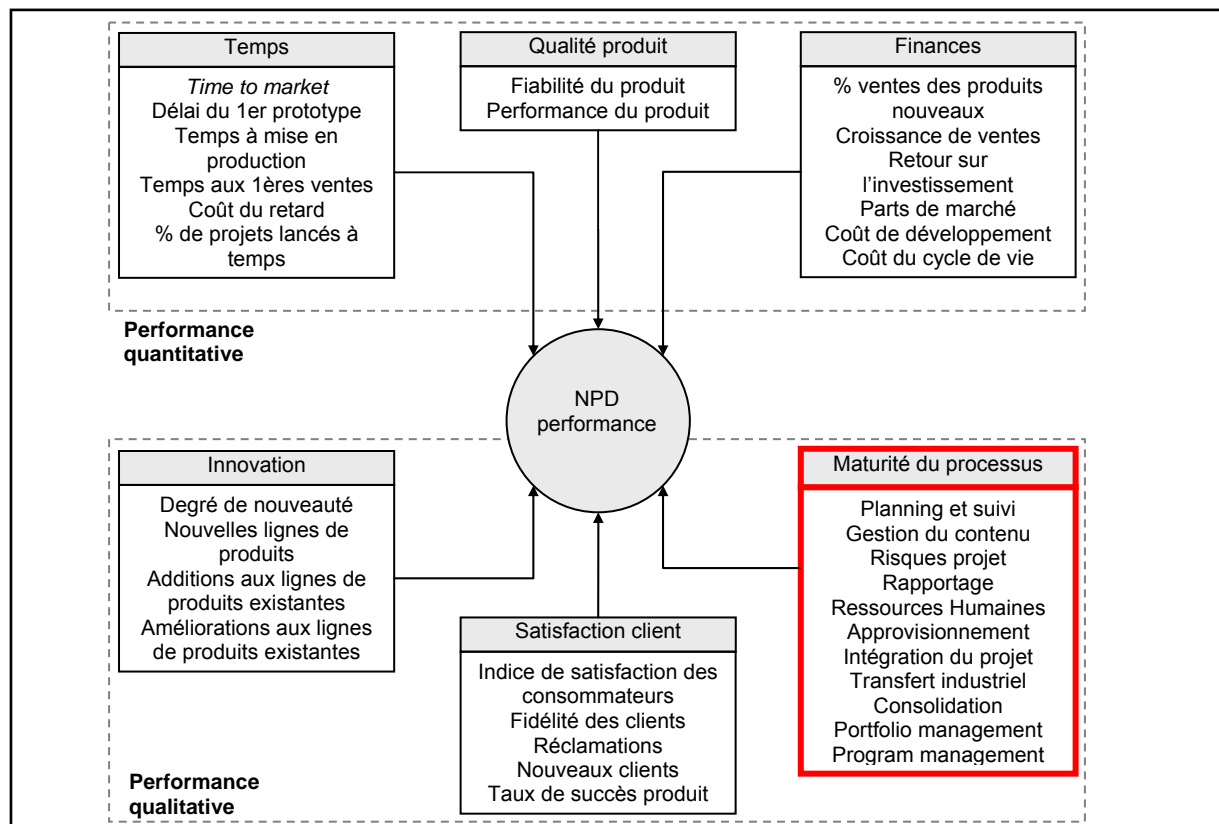 Temps
Time to market
Délai du 1er prototype
Temps à mise en
production
Temps aux 1ères ventes
Coût du retard
% de projets lancés à
temps
Qualité produit
Fiabilité du produit
Performance du produit
Finances
% ventes des produits
nouveaux
Croissance de ventes
Retour sur
l’investissement
Parts de marché
Coût de développement
Coût du cycle de vie
Performance
quantitative
NPD
performance
Innovation
Degré de nouveauté
Nouvelles lignes de
produits
Additions aux lignes de
produits existantes
Améliorations aux lignes
de produits existantes
Satisfaction client
Indice de satisfaction des
consommateurs
Fidélité des clients
Réclamations
Nouveaux clients
Taux de succès produit
Maturité du processus
Planning et suivi
Gestion du contenu
Risques projet
Rapportage
Ressources Humaines
Approvisionnement
Intégration du projet
Transfert industriel
Consolidation
Portfolio management
Program management
Performance
qualitative